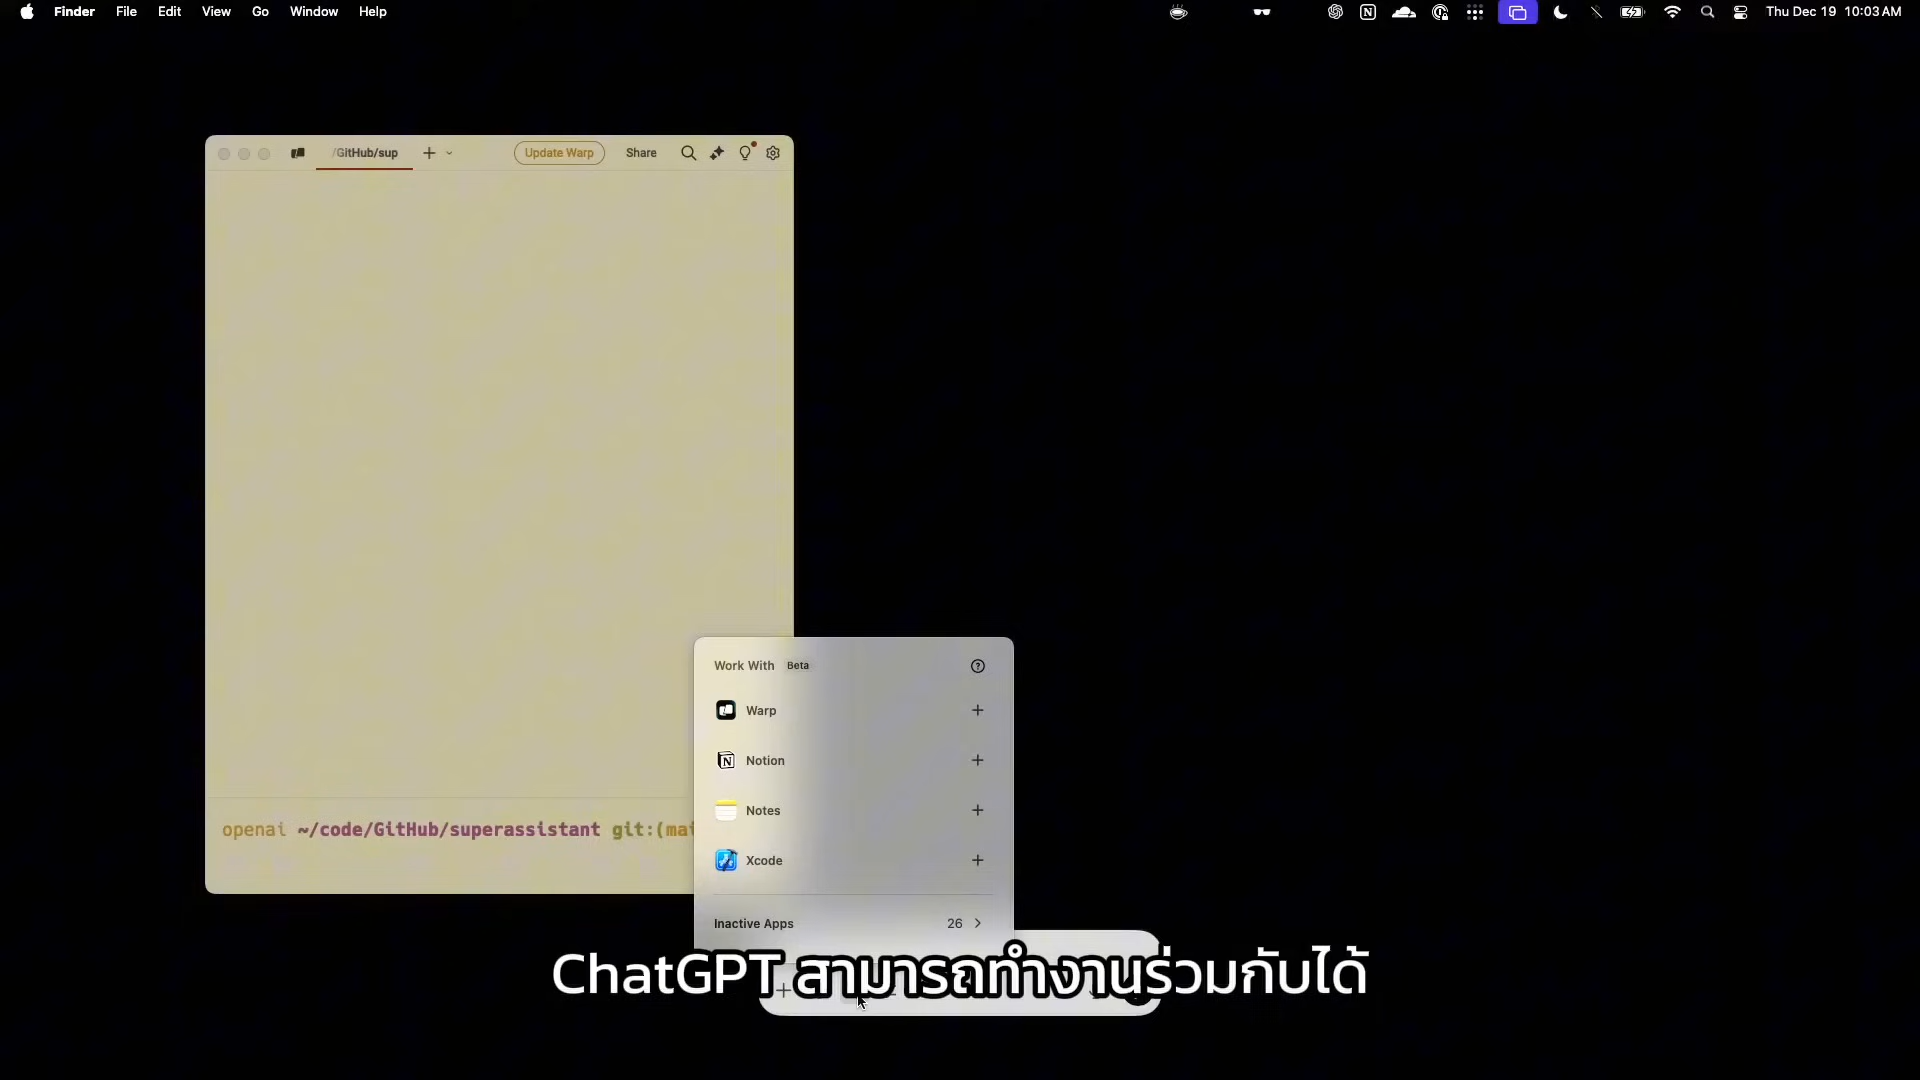 Finder File Edit View Go Window Help
Thu Dec 19 10:03 AM
/GitHub/sup
Update Warp
Share
Work With Beta
Warp
Notion
Notes
Xcode
openai ~/code/GitHub/superassistant git:(mai
Inactive Apps 26
ChatGPT สามารถทำงานร่วมกับได้